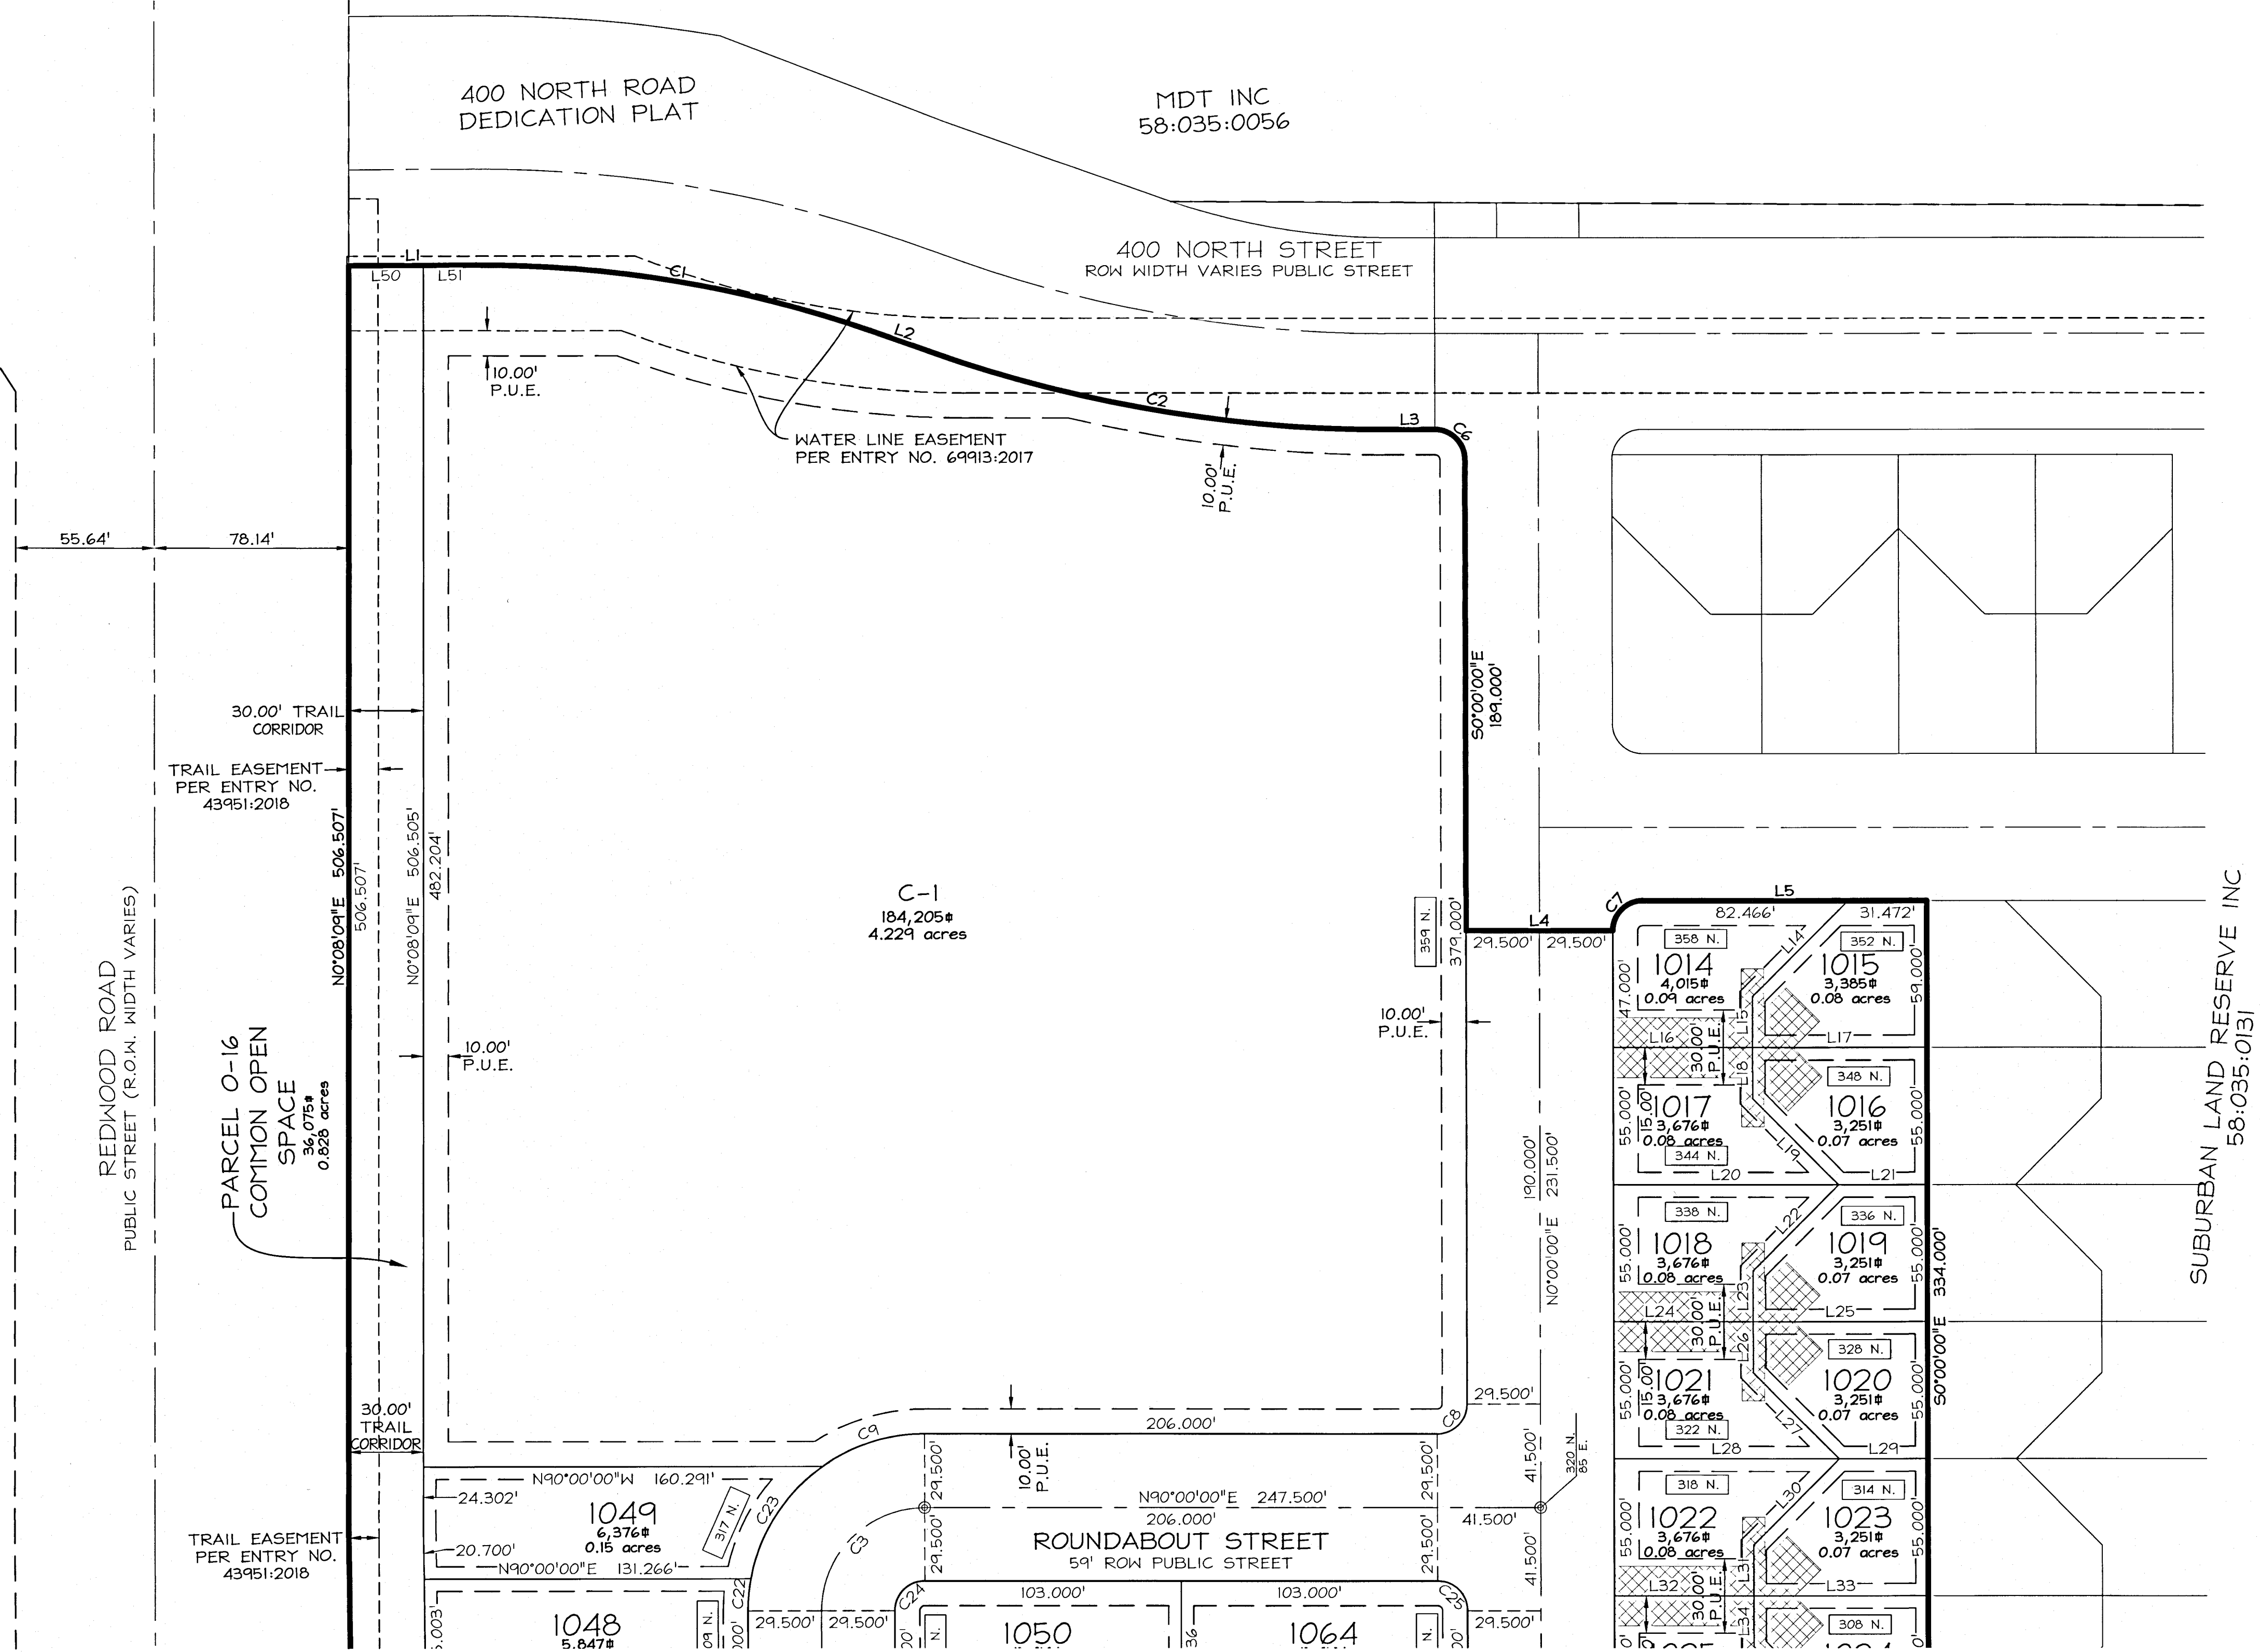 400 NORTH ROAD
DEDICATION PLAT
MDT INC
58:035:0056
400 NORTH STREET
ROW WIDTH VARIES PUBLIC STREET
L1
L50
L51
C1
L2
C2
L3
C6
10.00'
P.U.E.
WATER LINE EASEMENT
PER ENTRY NO. 69913:2017
10.00'
P.U.E.
55.64'
78.14'
S0°00'00"E
189.000'
30.00' TRAIL
CORRIDOR
TRAIL EASEMENT
PER ENTRY NO.
43951:2018
N0°08'09"E 506.507'
506.507'
N0°08'09"E 506.505'
482.204'
C-1
184,205⌗
4.229 acres
359 N.
379.000'
L4
29.500'
29.500'
C7
L5
82.466'
31.472'
REDWOOD ROAD
PUBLIC STREET (R.O.W. WIDTH VARIES)
PARCEL O-16
COMMON OPEN
SPACE
36,075⌗
0.828 acres
10.00'
P.U.E.
10.00'
P.U.E.
SUBURBAN LAND RESERVE INC
58:035:0131
358 N.
1014
4,015⌗
0.09 acres
47.000'
L14
L15
L16
352 N.
1015
3,385⌗
0.08 acres
59.000'
L17
30.00'
P.U.E.
L18
55.000'
15.00'
1017
3,676⌗
0.08 acres
344 N.
L19
L20
348 N.
1016
3,251⌗
0.07 acres
55.000'
L21
190.000'
231.500'
N0°00'00"E
338 N.
1018
3,676⌗
0.08 acres
55.000'
L22
L23
L24
336 N.
1019
3,251⌗
0.07 acres
55.000'
L25
334.000'
S0°00'00"E
30.00'
P.U.E.
L26
55.000'
15.00'
1021
3,676⌗
0.08 acres
322 N.
L27
L28
328 N.
1020
3,251⌗
0.07 acres
55.000'
L29
30.00'
TRAIL
CORRIDOR
C9
206.000'
C8
29.500'
10.00'
P.U.E.
29.500'
29.500'
41.500'
320 N.
85 E.
N90°00'00"W 160.291'
24.302'
1049
6,376⌗
0.15 acres
317 N.
C23
20.700'
N90°00'00"E 131.266'
TRAIL EASEMENT
PER ENTRY NO.
43951:2018
N90°00'00"E 247.500'
206.000'
41.500'
ROUNDABOUT STREET
59' ROW PUBLIC STREET
C3
29.500'
29.500'
41.500'
318 N.
1022
3,676⌗
0.08 acres
55.000'
L30
L31
L32
314 N.
1023
3,251⌗
0.07 acres
55.000'
L33
30.00'
P.U.E.
L34
308 N.
C22
C24
103.000'
103.000'
C25
1048
5,847⌗
29.500'
29.500'
1050
1064
29.500'